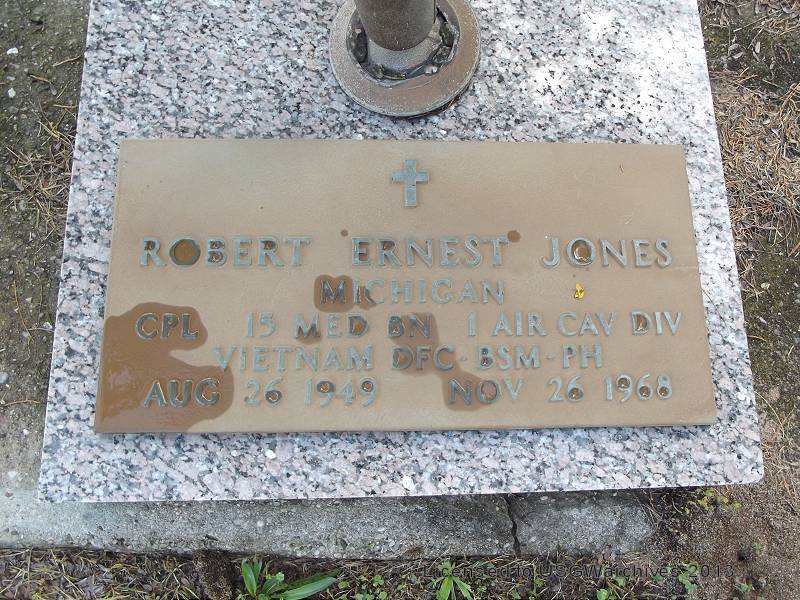 ROBERT ERNEST JONES
MICHIGAN
CPL 15 MED BN 1 AIR CAV DIV
VIETNAM DFC · BSM · PH
AUG 26 1949 NOV 26 1968